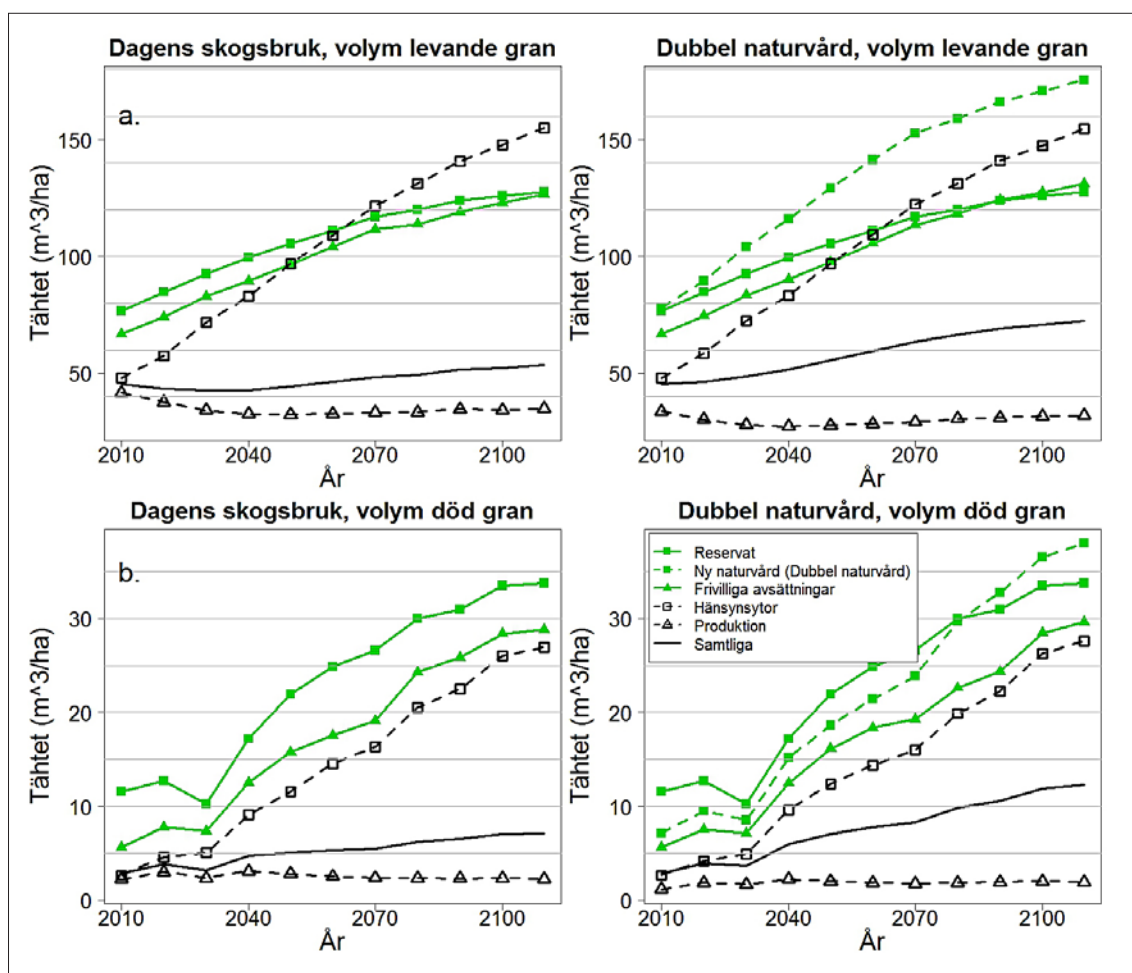 Dagens skogsbruk, volym levande gran
a.
Tähtet (m^3/ha)
150
100
50
2010 2040 2070 2100
År
Dubbel naturvård, volym levande gran
Tähtet (m^3/ha)
150
100
50
2010 2040 2070 2100
År
Dagens skogsbruk, volym död gran
b.
Tähtet (m^3/ha)
30
20
10
0
2010 2040 2070 2100
År
Dubbel naturvård, volym död gran
Reservat
Ny naturvård (Dubbel naturvård)
Frivilliga avsättningar
Hänsynsytor
Produktion
Samtliga
Tähtet (m^3/ha)
30
20
10
0
2010 2040 2070 2100
År